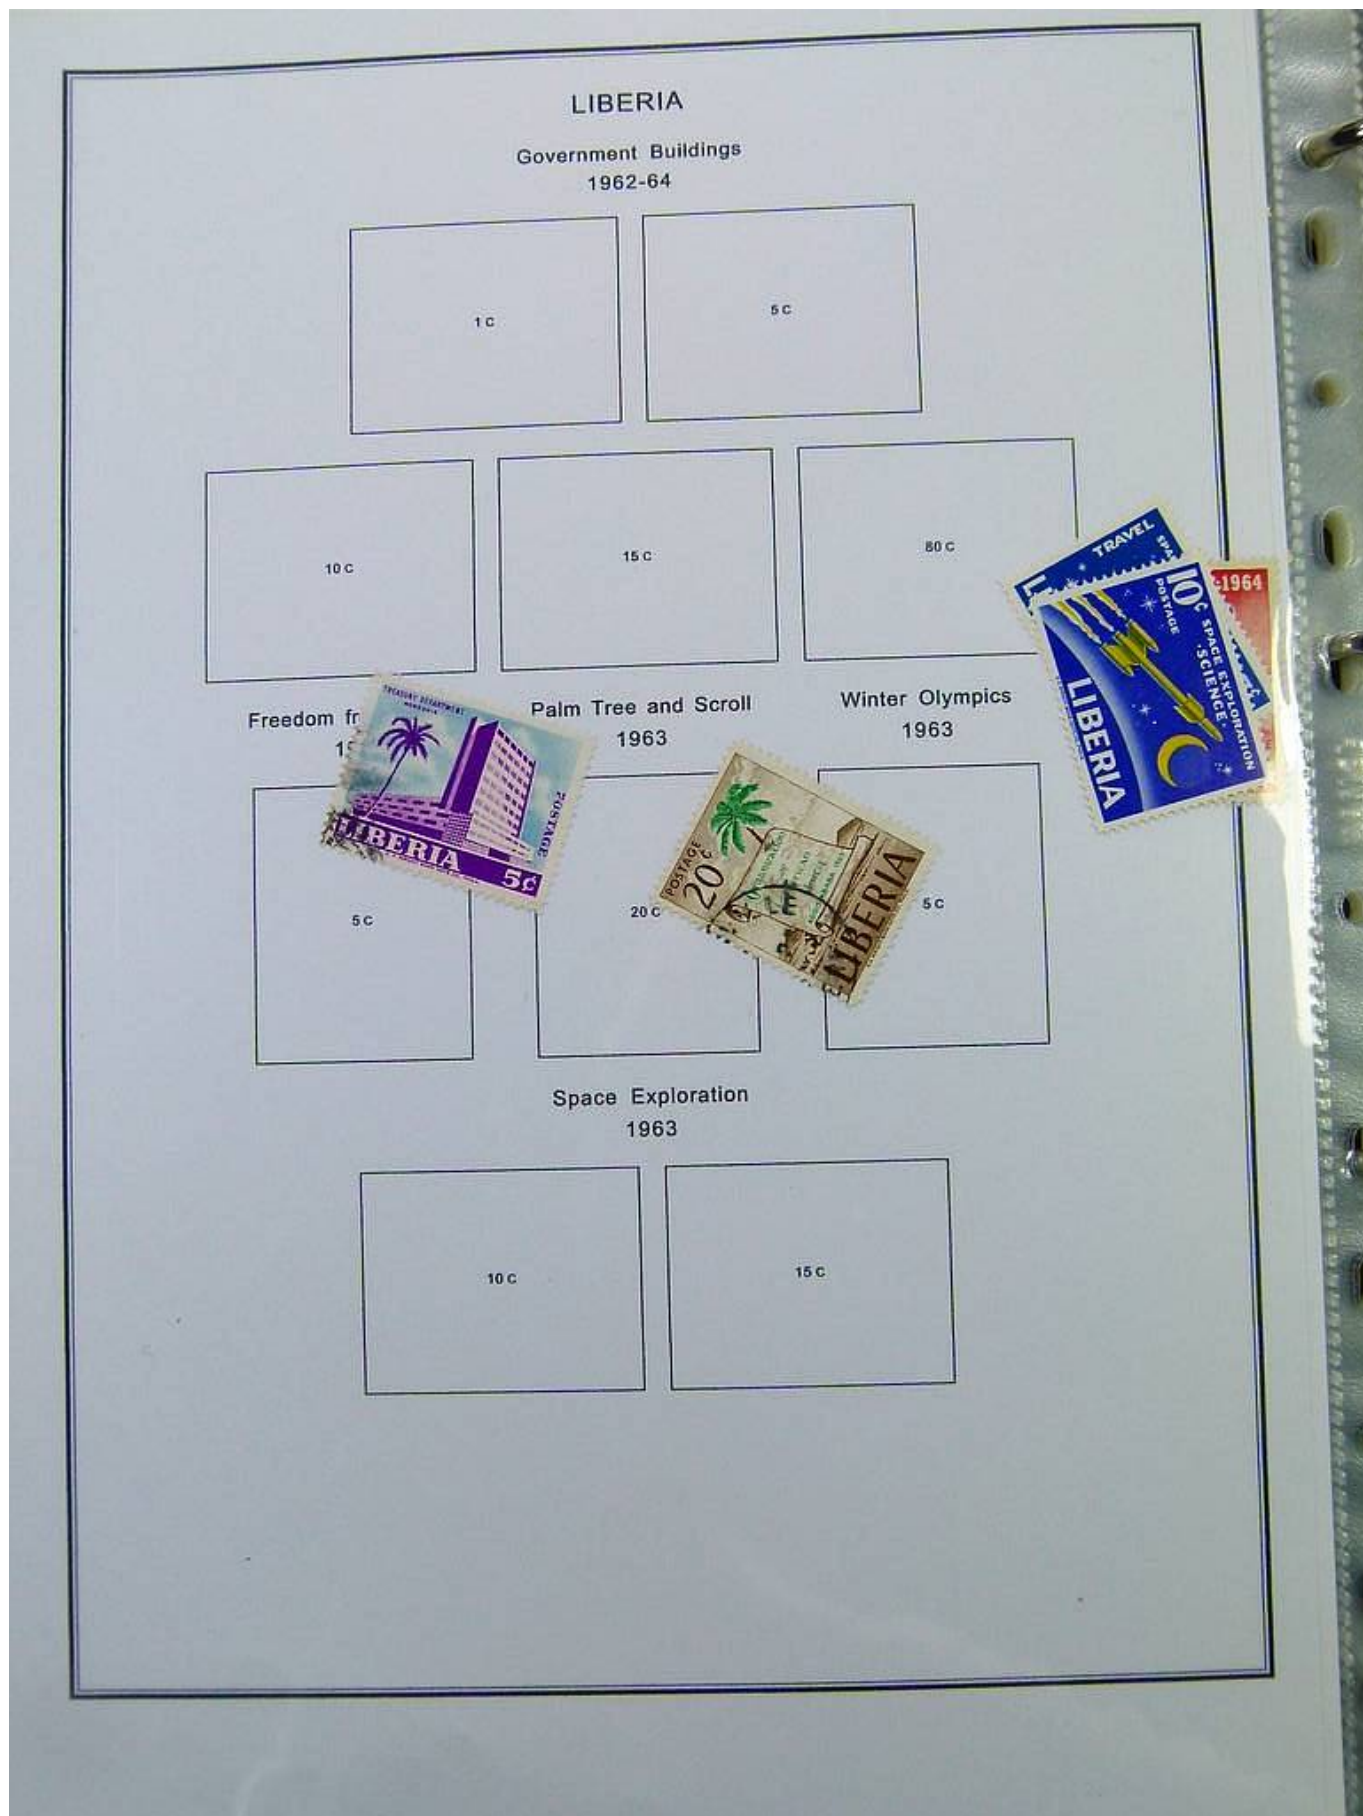 LIBERIA
Government Buildings
1962-64
1 C
5 C
10 C
15 C
80 C
TRAVEL
10¢
POSTAGE
SPACE EXPLORATION
·SCIENCE·
LIBERIA
1964
Freedom fr
Palm Tree and Scroll
1963
Winter Olympics
1963
TREASURY DEPARTMENT
MONROVIA
POSTAGE
LIBERIA
5¢
POSTAGE
20¢
LIBERIA
5 C
20 C
5 C
Space Exploration
1963
10 C
15 C